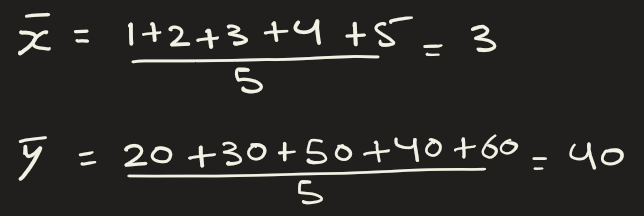 x̄ = 1+2+3+4+5 / 5 = 3
ȳ = 20+30+50+40+60 / 5 = 40